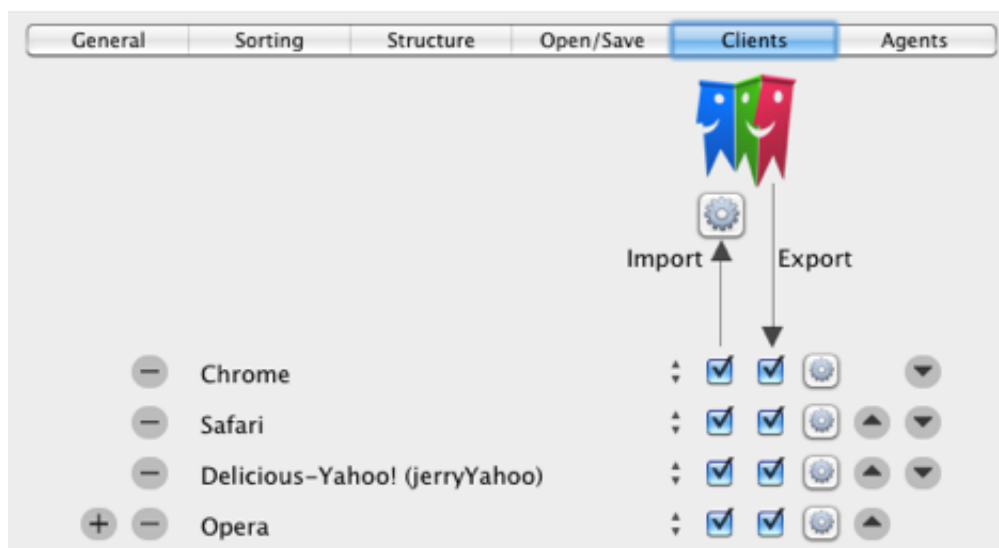 General Sorting Structure Open/Save Clients Agents
Import Export
Chrome
Safari
Delicious-Yahoo! (jerryYahoo)
Opera